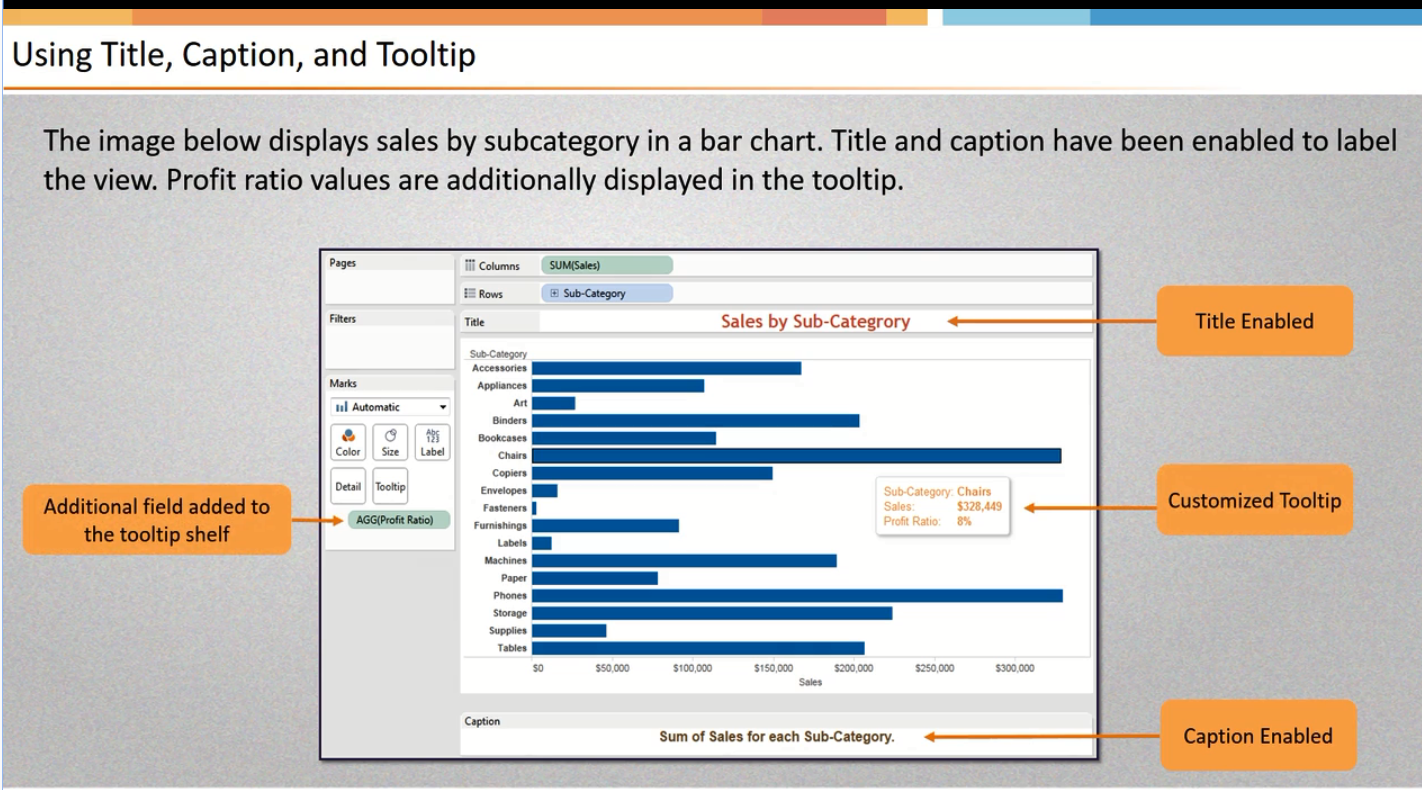 Using Title, Caption, and Tooltip
The image below displays sales by subcategory in a bar chart. Title and caption have been enabled to label
the view. Profit ratio values are additionally displayed in the tooltip.
Pages
Columns
SUM(Sales)
Rows
Sub-Category
Filters
Title
Sales by Sub-Categrory
Title Enabled
Marks
Automatic
Color
Size
Abc
123
Label
Detail
Tooltip
AGG(Profit Ratio)
Additional field added to
the tooltip shelf
Sub-Category
Accessories
Appliances
Art
Binders
Bookcases
Chairs
Copiers
Envelopes
Fasteners
Furnishings
Labels
Machines
Paper
Phones
Storage
Supplies
Tables
Sub-Category: Chairs
Sales: $328,449
Profit Ratio: 8%
Customized Tooltip
$0 $50,000 $100,000 $150,000 $200,000 $250,000 $300,000
Sales
Caption
Sum of Sales for each Sub-Category.
Caption Enabled